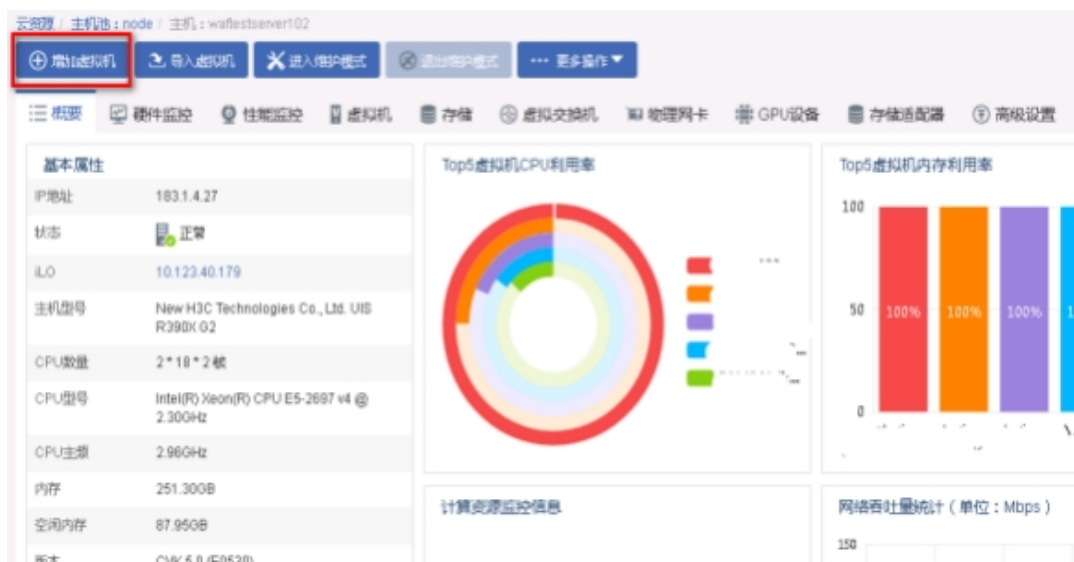 云资源 / 主机池：node / 主机：waftestserver102
增加虚拟机 导入虚拟机 进入维护模式 退出维护模式 ••• 更多操作
概要 硬件监控 性能监控 虚拟机 存储 虚拟交换机 物理网卡 GPU设备 存储适配器 高级设置
基本属性
IP地址 183.1.4.27
状态 正常
iLO 10.123.40.179
主机型号 New H3C Technologies Co., Ltd. UIS
R390X G2
CPU数量 2*18*2
CPU型号 Intel(R) Xeon(R) CPU E5-2697 v4 @
2.30GHz
CPU主频 2.96GHz
内存 251.30GB
空闲内存 87.95GB
版本
Top5虚拟机CPU利用率
Top5虚拟机内存利用率
100
50
0
100% 100% 100% 1
计算资源监控信息
网络吞吐量统计（单位：Mbps）
150